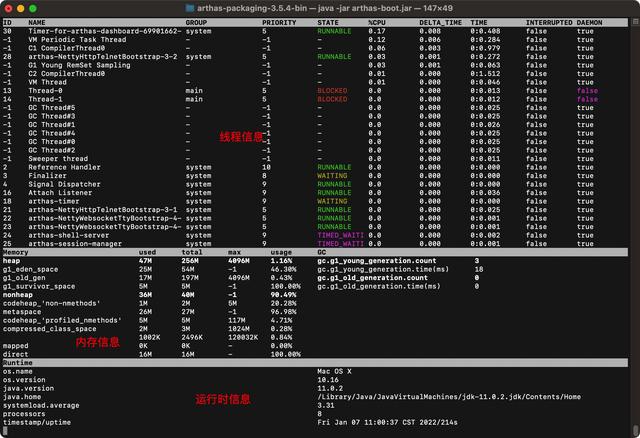 arthas-packaging-3.5.4-bin — java -jar arthas-boot.jar — 147×49
ID NAME GROUP PRIORITY STATE %CPU DELTA_TIME TIME INTERRUPTED DAEMON
30 Timer-for-arthas-dashboard-69901662- system 5 RUNNABLE 0.17 0.008 0:0.408 false true
-1 VM Periodic Task Thread - -1 - 0.12 0.006 0:0.284 false true
-1 C1 CompilerThread0 - -1 - 0.06 0.003 0:0.979 false true
28 arthas-NettyHttpTelnetBootstrap-3-2 system 5 RUNNABLE 0.03 0.001 0:0.272 false true
-1 G1 Young RemSet Sampling - -1 - 0.03 0.001 0:0.063 false true
-1 C2 CompilerThread0 - -1 - 0.01 0.000 0:1.512 false true
-1 VM Thread - -1 - 0.01 0.000 0:0.046 false true
13 Thread-0 main 5 BLOCKED 0.0 0.000 0:0.013 false false
14 Thread-1 main 5 BLOCKED 0.0 0.000 0:0.012 false false
-1 GC Thread#5 - -1 - 0.0 0.000 0:0.025 false true
-1 GC Thread#3 - -1 - 0.0 0.000 0:0.025 false true
-1 GC Thread#1 - -1 - 0.0 0.000 0:0.026 false true
-1 GC Thread#4 - -1 - 0.0 0.000 0:0.025 false true
-1 GC Thread#0 - -1 - 0.0 0.000 0:0.025 false true
-1 GC Thread#2 - -1 - 0.0 0.000 0:0.025 false true
-1 Sweeper thread - -1 - 0.0 0.000 0:0.011 false true
线程信息
2 Reference Handler system 10 RUNNABLE 0.0 0.000 0:0.000 false true
3 Finalizer system 8 WAITING 0.0 0.000 0:0.000 false true
4 Signal Dispatcher system 9 RUNNABLE 0.0 0.000 0:0.000 false true
16 Attach Listener system 9 RUNNABLE 0.0 0.000 0:0.036 false true
18 arthas-timer system 9 WAITING 0.0 0.000 0:0.000 false true
21 arthas-NettyHttpTelnetBootstrap-3-1 system 5 RUNNABLE 0.0 0.000 0:0.025 false true
22 arthas-NettyWebsocketTtyBootstrap-4- system 5 RUNNABLE 0.0 0.000 0:0.001 false true
23 arthas-NettyWebsocketTtyBootstrap-4- system 5 RUNNABLE 0.0 0.000 0:0.001 false true
24 arthas-shell-server system 9 TIMED_WAITI 0.0 0.000 0:0.001 false true
25 arthas-session-manager system 9 TIMED_WAITI 0.0 0.000 0:0.001 false true
Memory used total max usage GC
heap 47M 256M 4096M 1.16% gc.g1_young_generation.count 3
g1_eden_space 25M 54M -1 46.30% gc.g1_young_generation.time(ms) 18
g1_old_gen 17M 197M 4096M 0.43% gc.g1_old_generation.count 0
g1_survivor_space 5M 5M -1 100.00% gc.g1_old_generation.time(ms) 0
nonheap 36M 40M -1 90.49%
codeheap_'non-nmethods' 1M 2M 5M 20.28%
metaspace 26M 27M -1 96.98%
codeheap_'profiled_nmethods' 5M 5M 117M 4.71%
compressed_class_space 2M 3M 1024M 0.28%
1002K 2496K 120032K 0.84%
内存信息
mapped 0K 0K - 0.00%
direct 16M 16M - 100.00%
Runtime
os.name Mac OS X
os.version 10.16
java.version 11.0.2
java.home /Library/Java/JavaVirtualMachines/jdk-11.0.2.jdk/Contents/Home
systemload.average 3.31
运行时信息
processors 8
timestamp/uptime Fri Jan 07 11:00:37 CST 2022/214s